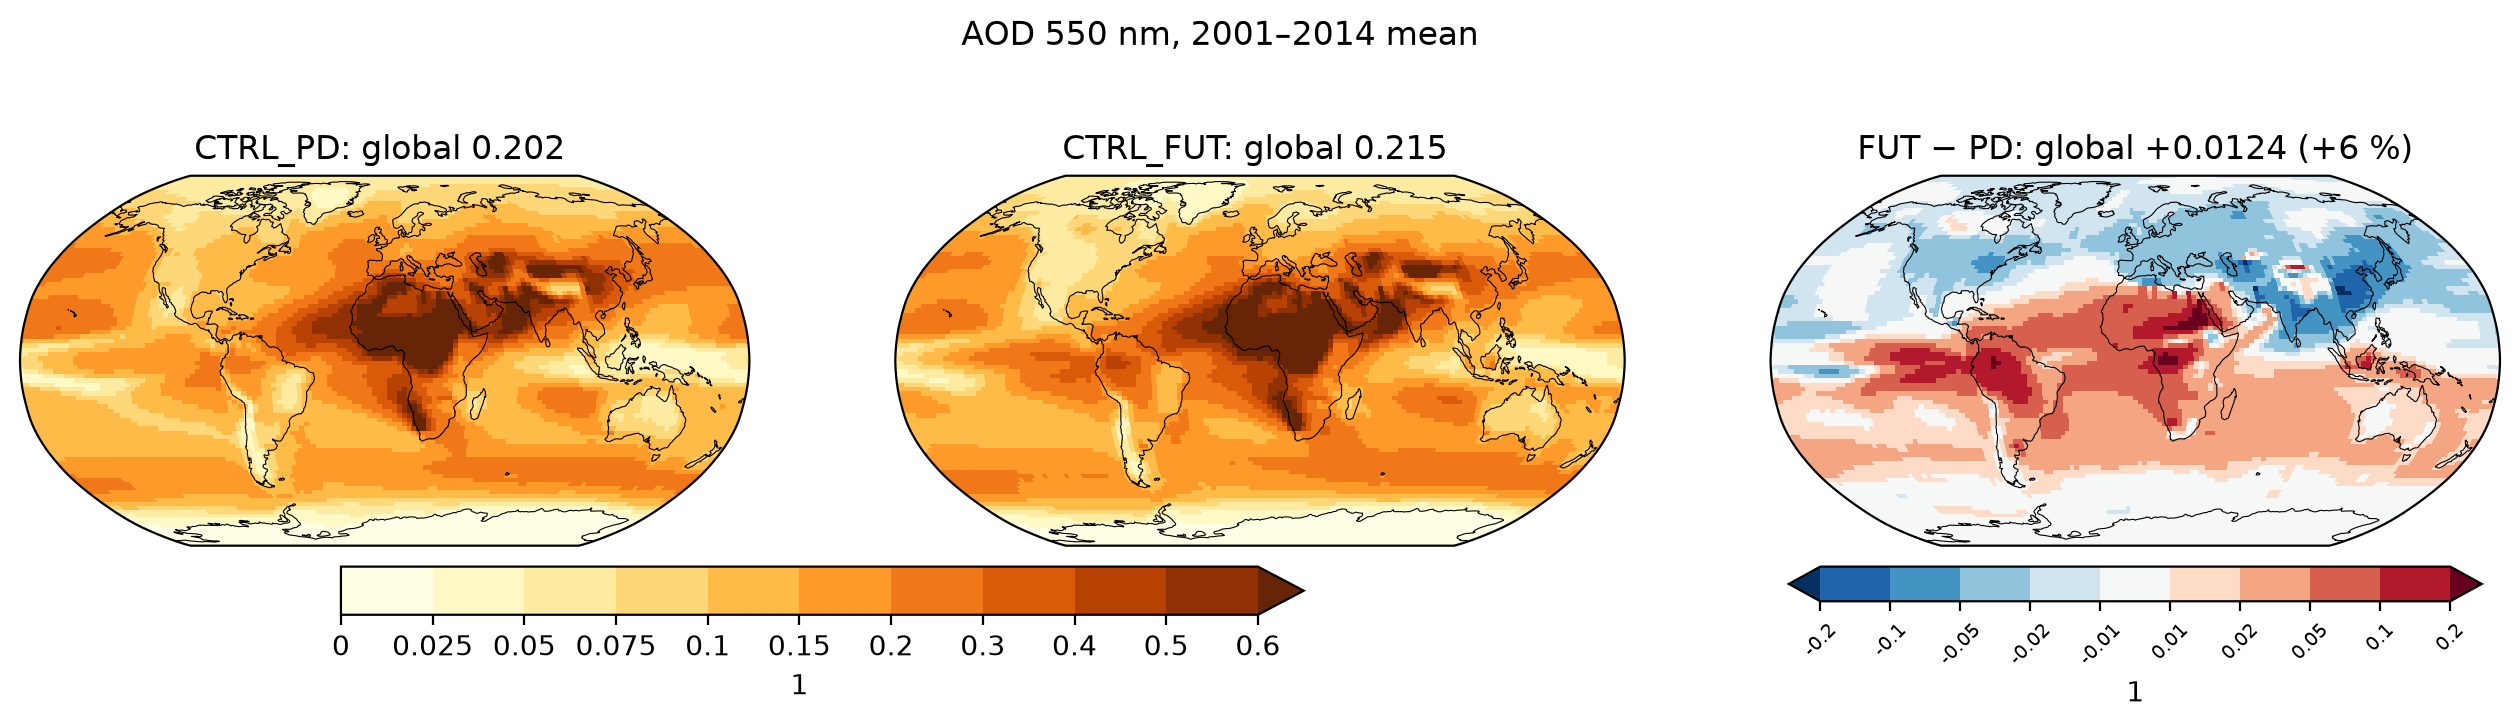 AOD 550 nm, 2001–2014 mean
CTRL_PD: global 0.202
CTRL_FUT: global 0.215
FUT − PD: global +0.0124 (+6 %)
0 0.025 0.05 0.075 0.1 0.15 0.2 0.3 0.4 0.5 0.6
1
-0.2 -0.1 -0.05 -0.02 -0.01 0.01 0.02 0.05 0.1 0.2
1